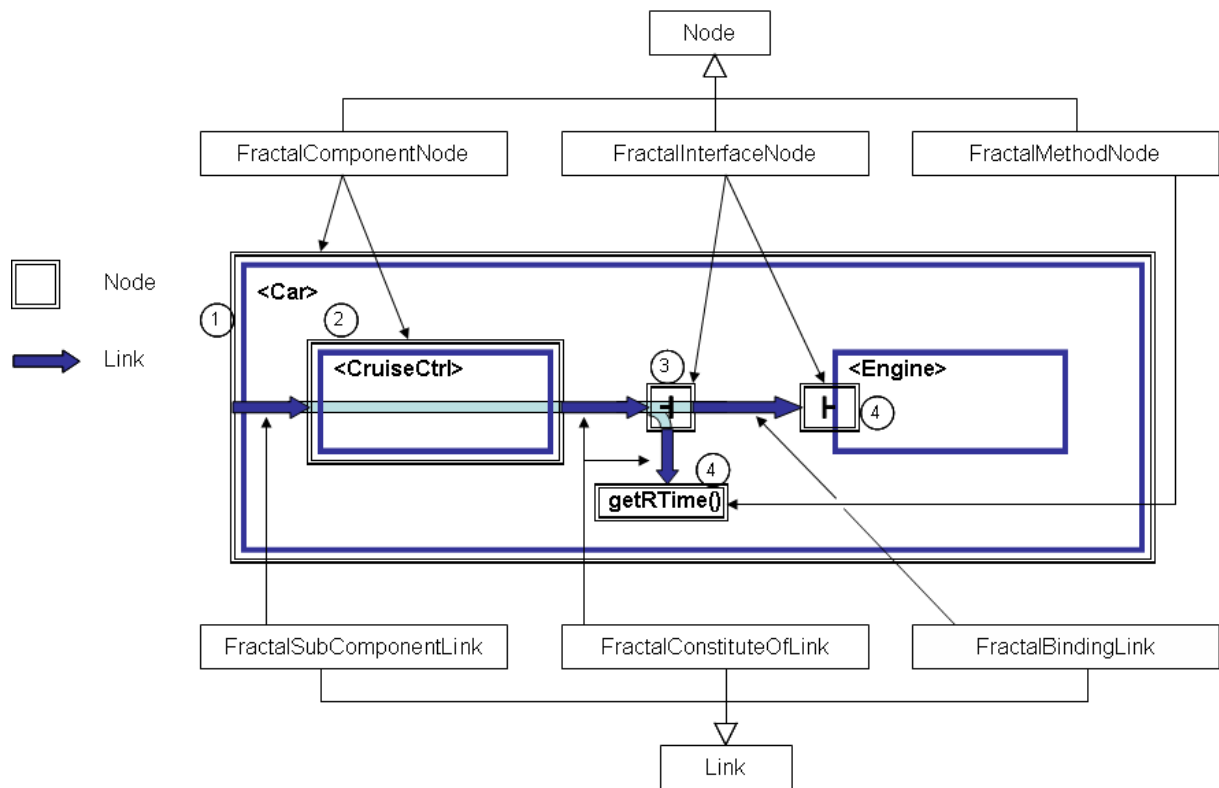 Node
FractalComponentNode
FractalInterfaceNode
FractalMethodNode
Node
Link
<Car>
1
2
<CruiseCtrl>
3
<Engine>
4
4
getRTime()
FractalSubComponentLink
FractalConstituteOfLink
FractalBindingLink
Link